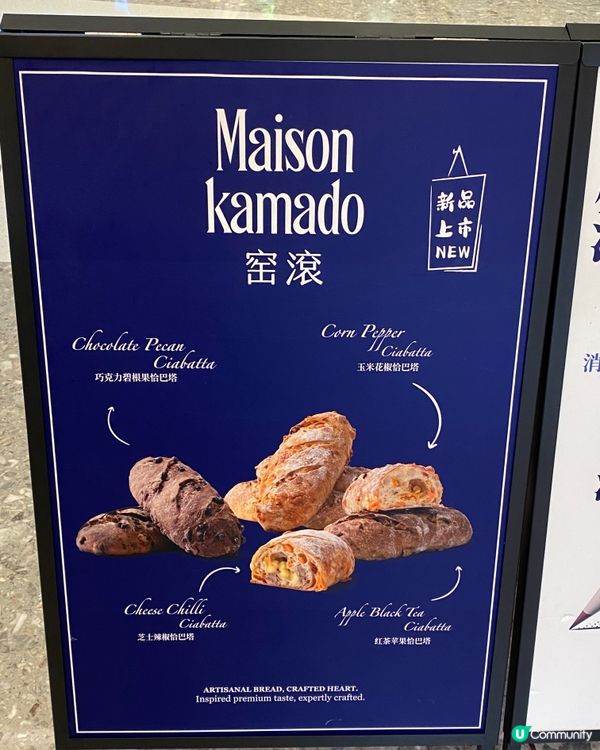 Maison
kamado
窑滾
新品
上市
NEW
Chocolate Pecan
Ciabatta
巧克力碧根果恰巴塔
Corn Pepper
Ciabatta
玉米花椒恰巴塔
Cheese Chilli
Ciabatta
芝士辣椒恰巴塔
Apple Black Tea
Ciabatta
红茶苹果恰巴塔
ARTISANAL BREAD, CRAFTED HEART.
Inspired premium taste, expertly crafted.
消
U Community